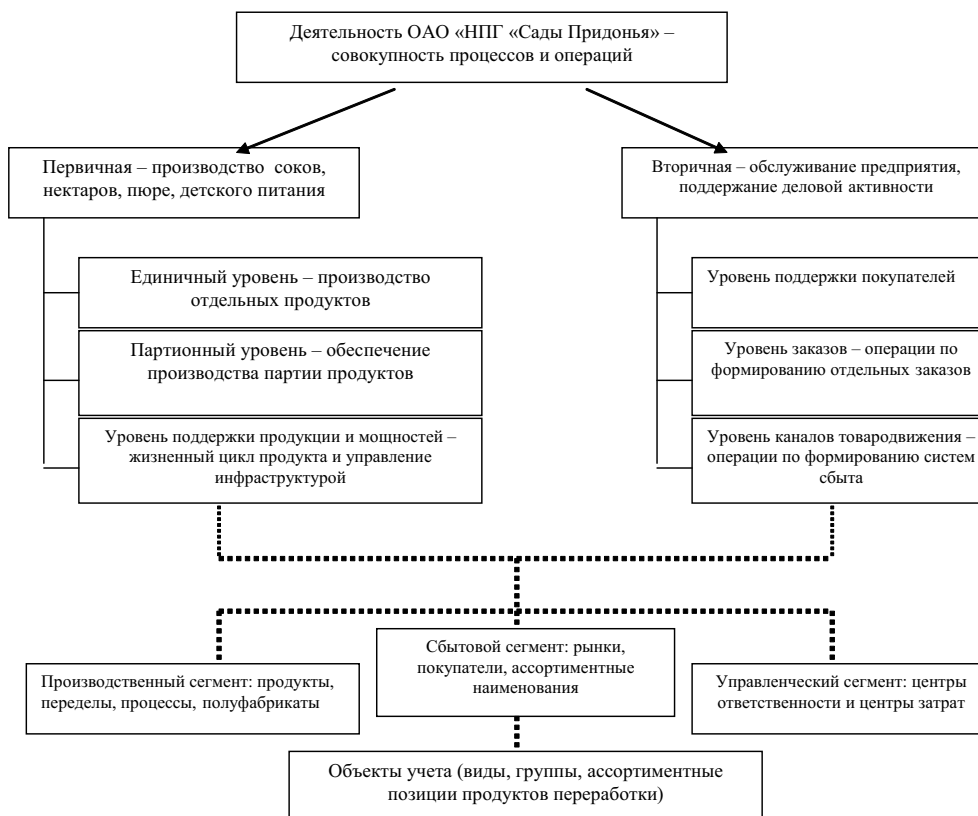 Деятельность ОАО «НПГ «Сады Придонья» –
совокупность процессов и операций
Первичная – производство соков,
нектаров, пюре, детского питания
Вторичная – обслуживание предприятия,
поддержание деловой активности
Единичный уровень – производство
отдельных продуктов
Партионный уровень – обеспечение
производства партии продуктов
Уровень поддержки продукции и мощностей –
жизненный цикл продукта и управление
инфраструктурой
Уровень поддержки покупателей
Уровень заказов – операции по
формированию отдельных заказов
Уровень каналов товародвижения –
операции по формированию систем
сбыта
Производственный сегмент: продукты,
переделы, процессы, полуфабрикаты
Сбытовой сегмент: рынки,
покупатели, ассортиментные
наименования
Управленческий сегмент: центры
ответственности и центры затрат
Объекты учета (виды, группы, ассортиментные
позиции продуктов переработки)